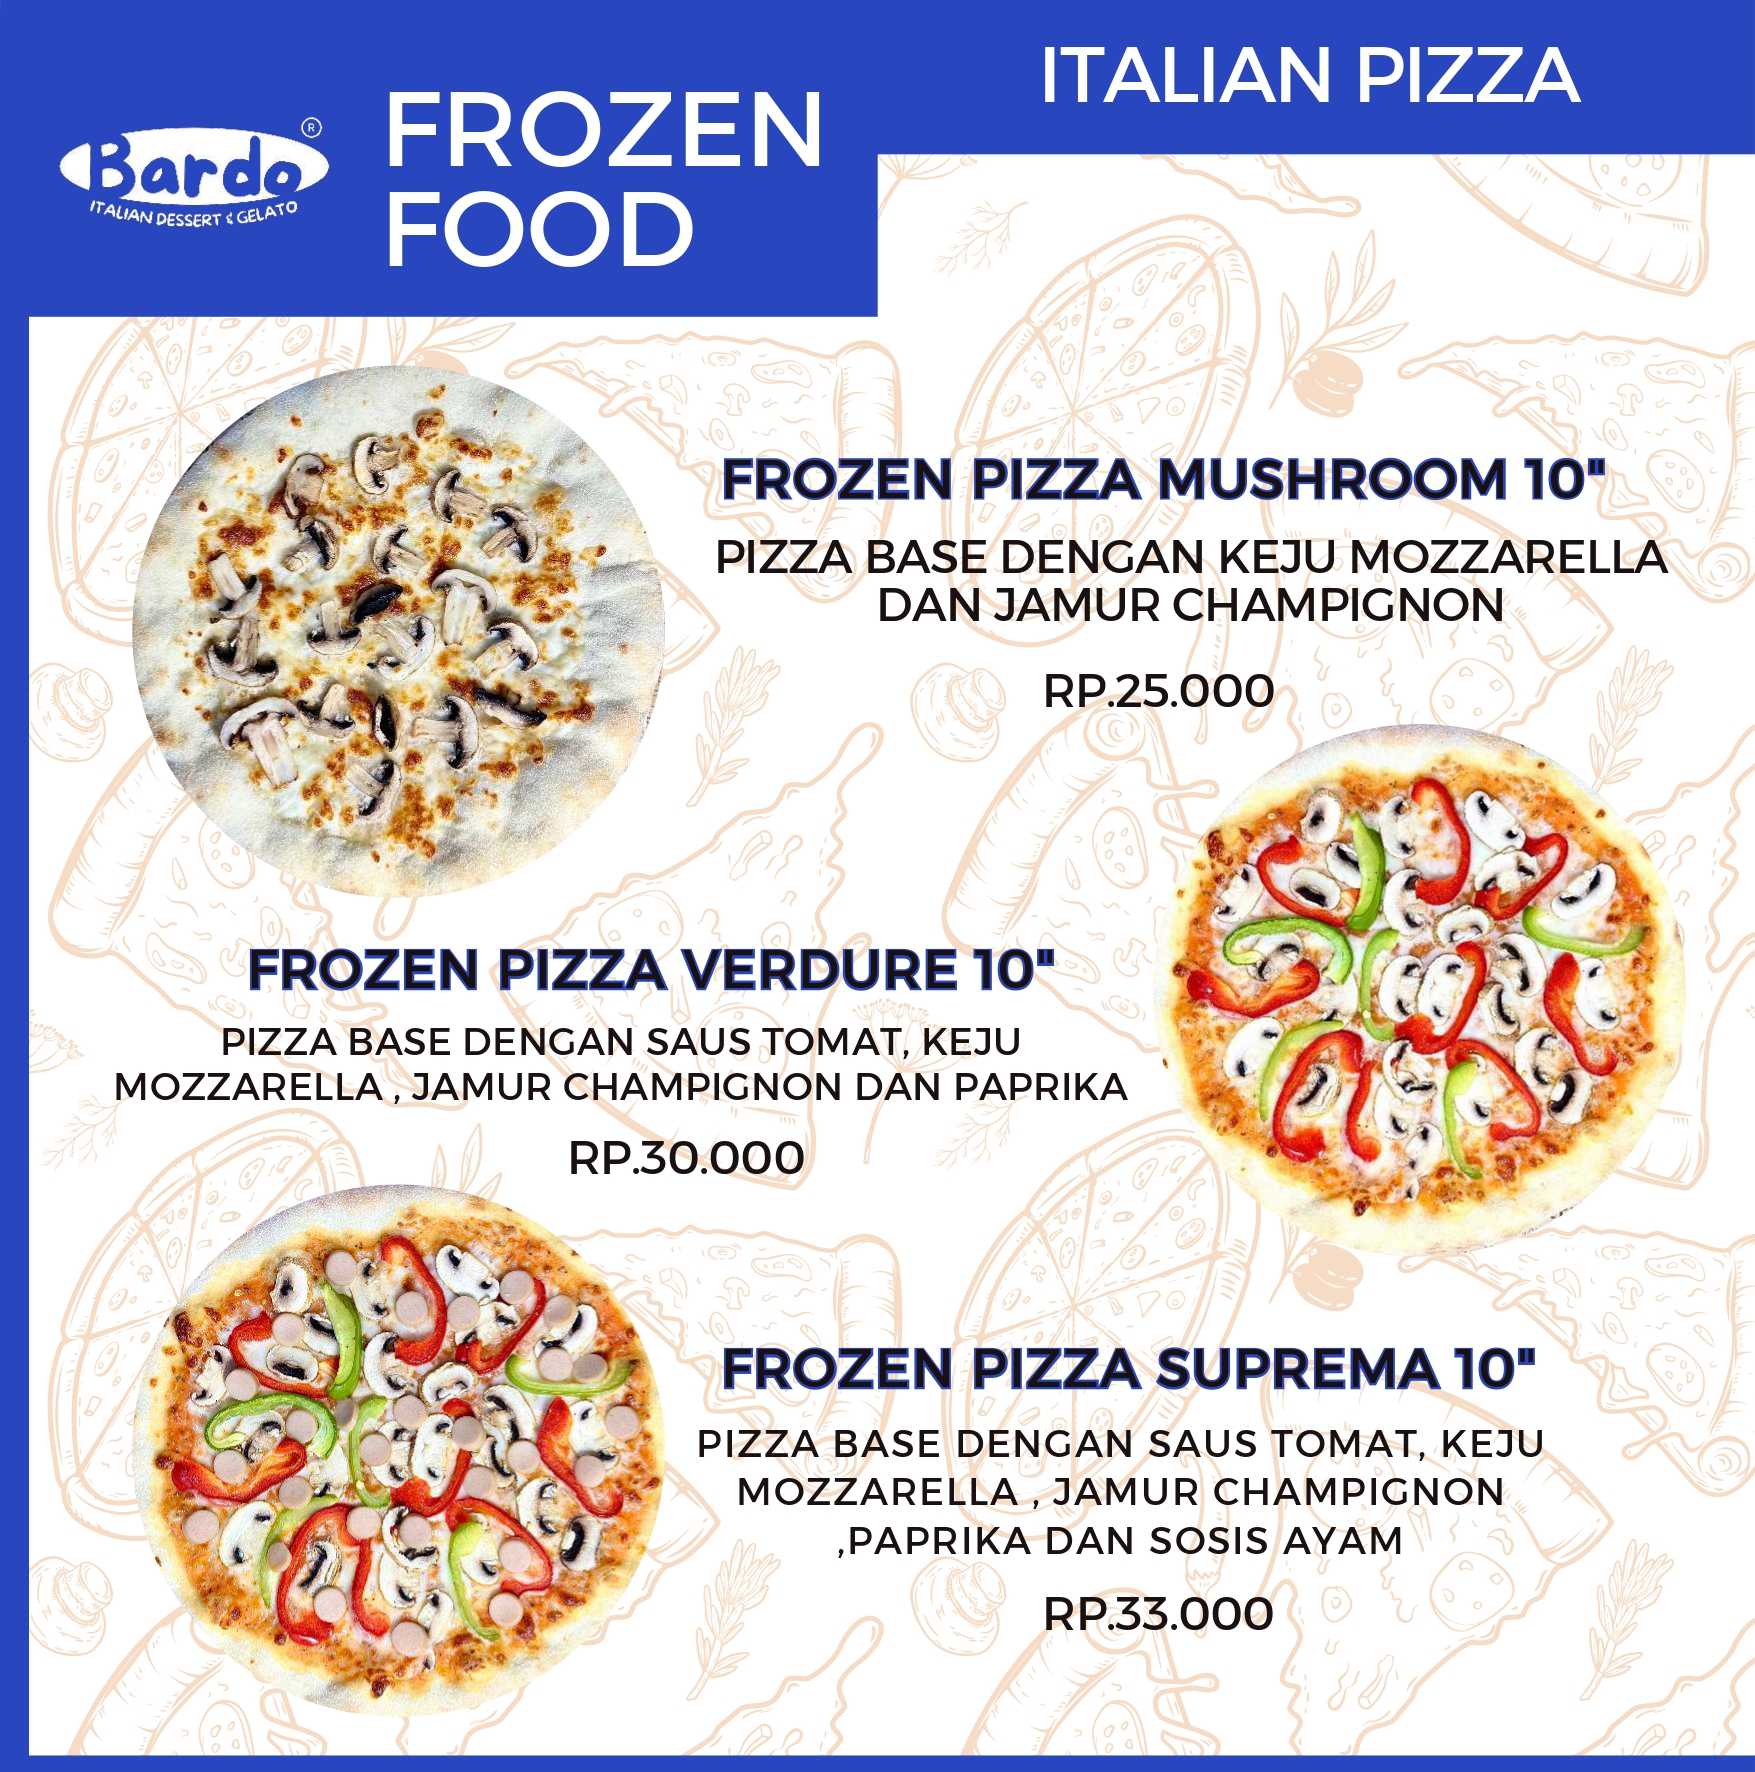 Bardo ®
ITALIAN DESSERT & GELATO
FROZEN
FOOD
ITALIAN PIZZA
FROZEN PIZZA MUSHROOM 10"
PIZZA BASE DENGAN KEJU MOZZARELLA
DAN JAMUR CHAMPIGNON
RP.25.000
FROZEN PIZZA VERDURE 10"
PIZZA BASE DENGAN SAUS TOMAT, KEJU
MOZZARELLA , JAMUR CHAMPIGNON DAN PAPRIKA
RP.30.000
FROZEN PIZZA SUPREMA 10"
PIZZA BASE DENGAN SAUS TOMAT, KEJU
MOZZARELLA , JAMUR CHAMPIGNON
,PAPRIKA DAN SOSIS AYAM
RP.33.000